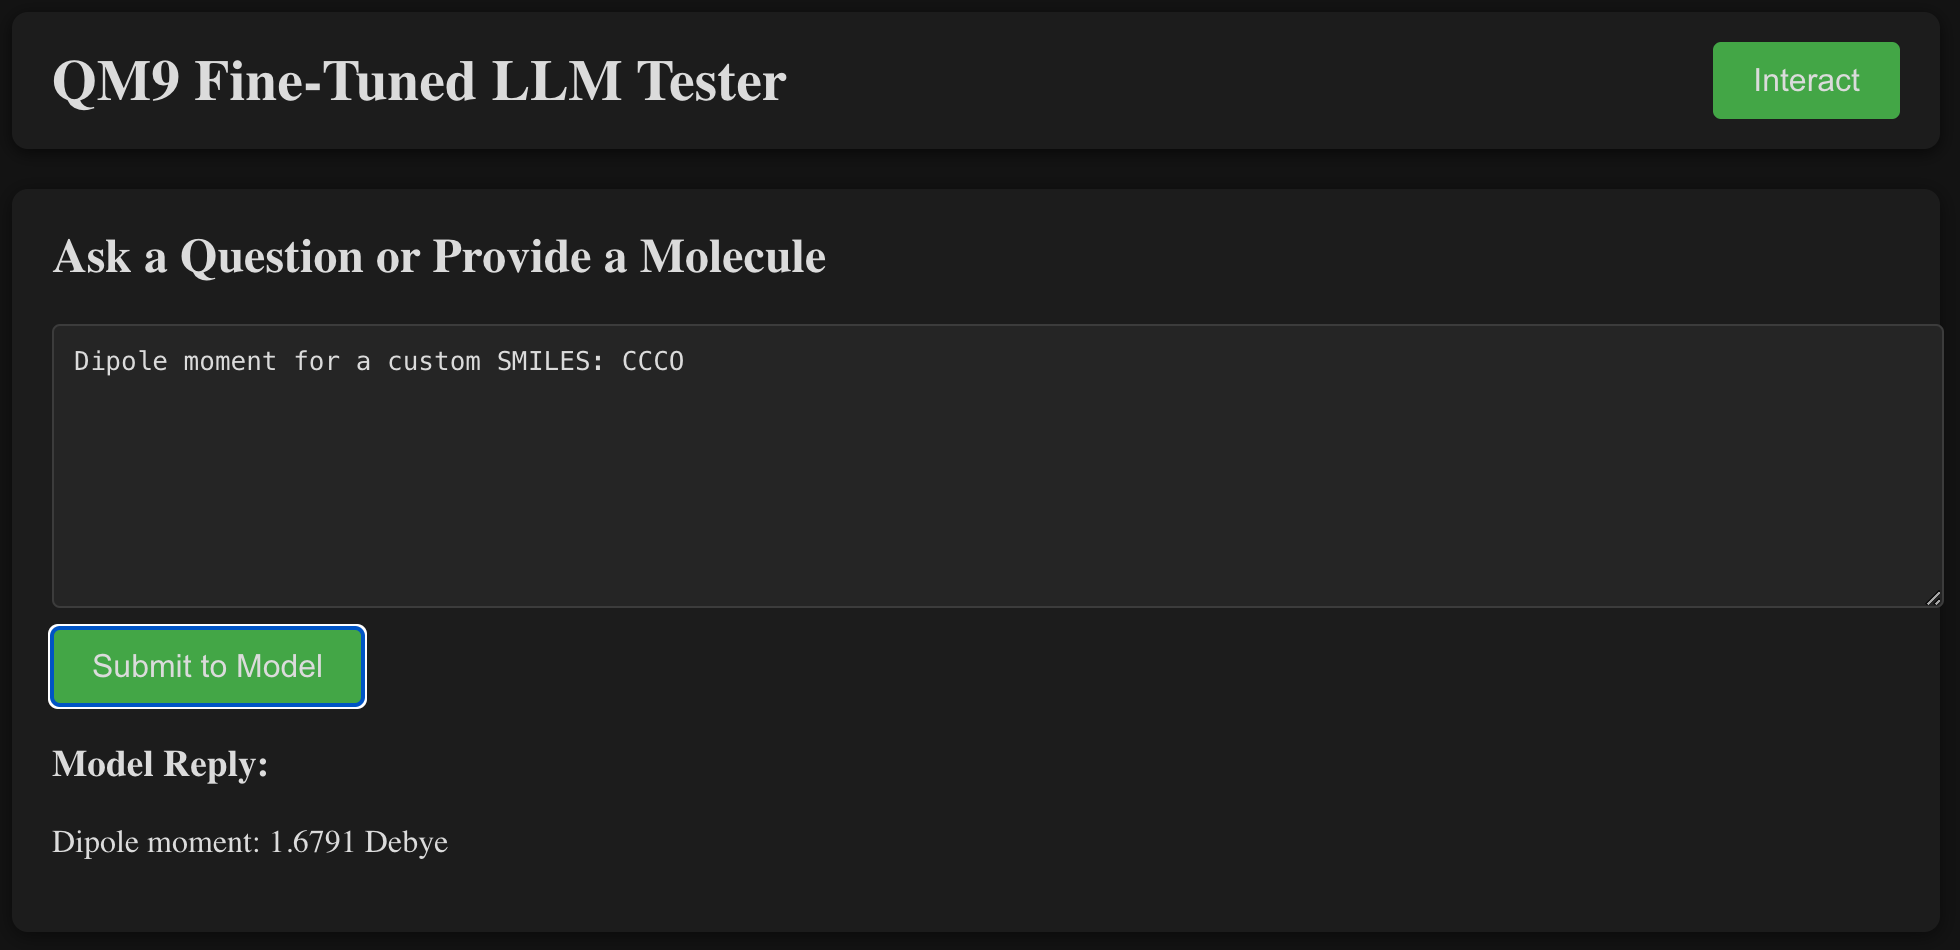 QM9 Fine-Tuned LLM Tester
Interact
Ask a Question or Provide a Molecule
Dipole moment for a custom SMILES: CCCO
Submit to Model
Model Reply:
Dipole moment: 1.6791 Debye